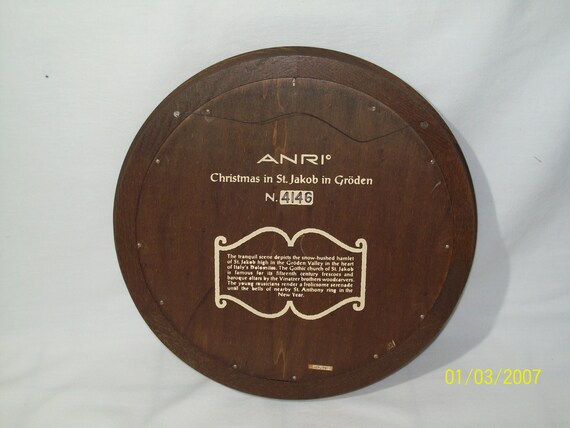 ANRI©
Christmas in St. Jakob in Gröden
N. 4146
The tranquil scene depicts the snow-hushed hamlet
of St. Jakob high in the Gröden Valley in the heart
of Italy's Dolomites. The Gothic church of St. Jakob
is famous for its fifteenth century frescoes and
baroque altars by the Vinatzer brothers woodcarvers.
The young musicians render a frolicsome serenade
until the bells of nearby St. Anthony ring in the
New Year.
01/03/2007